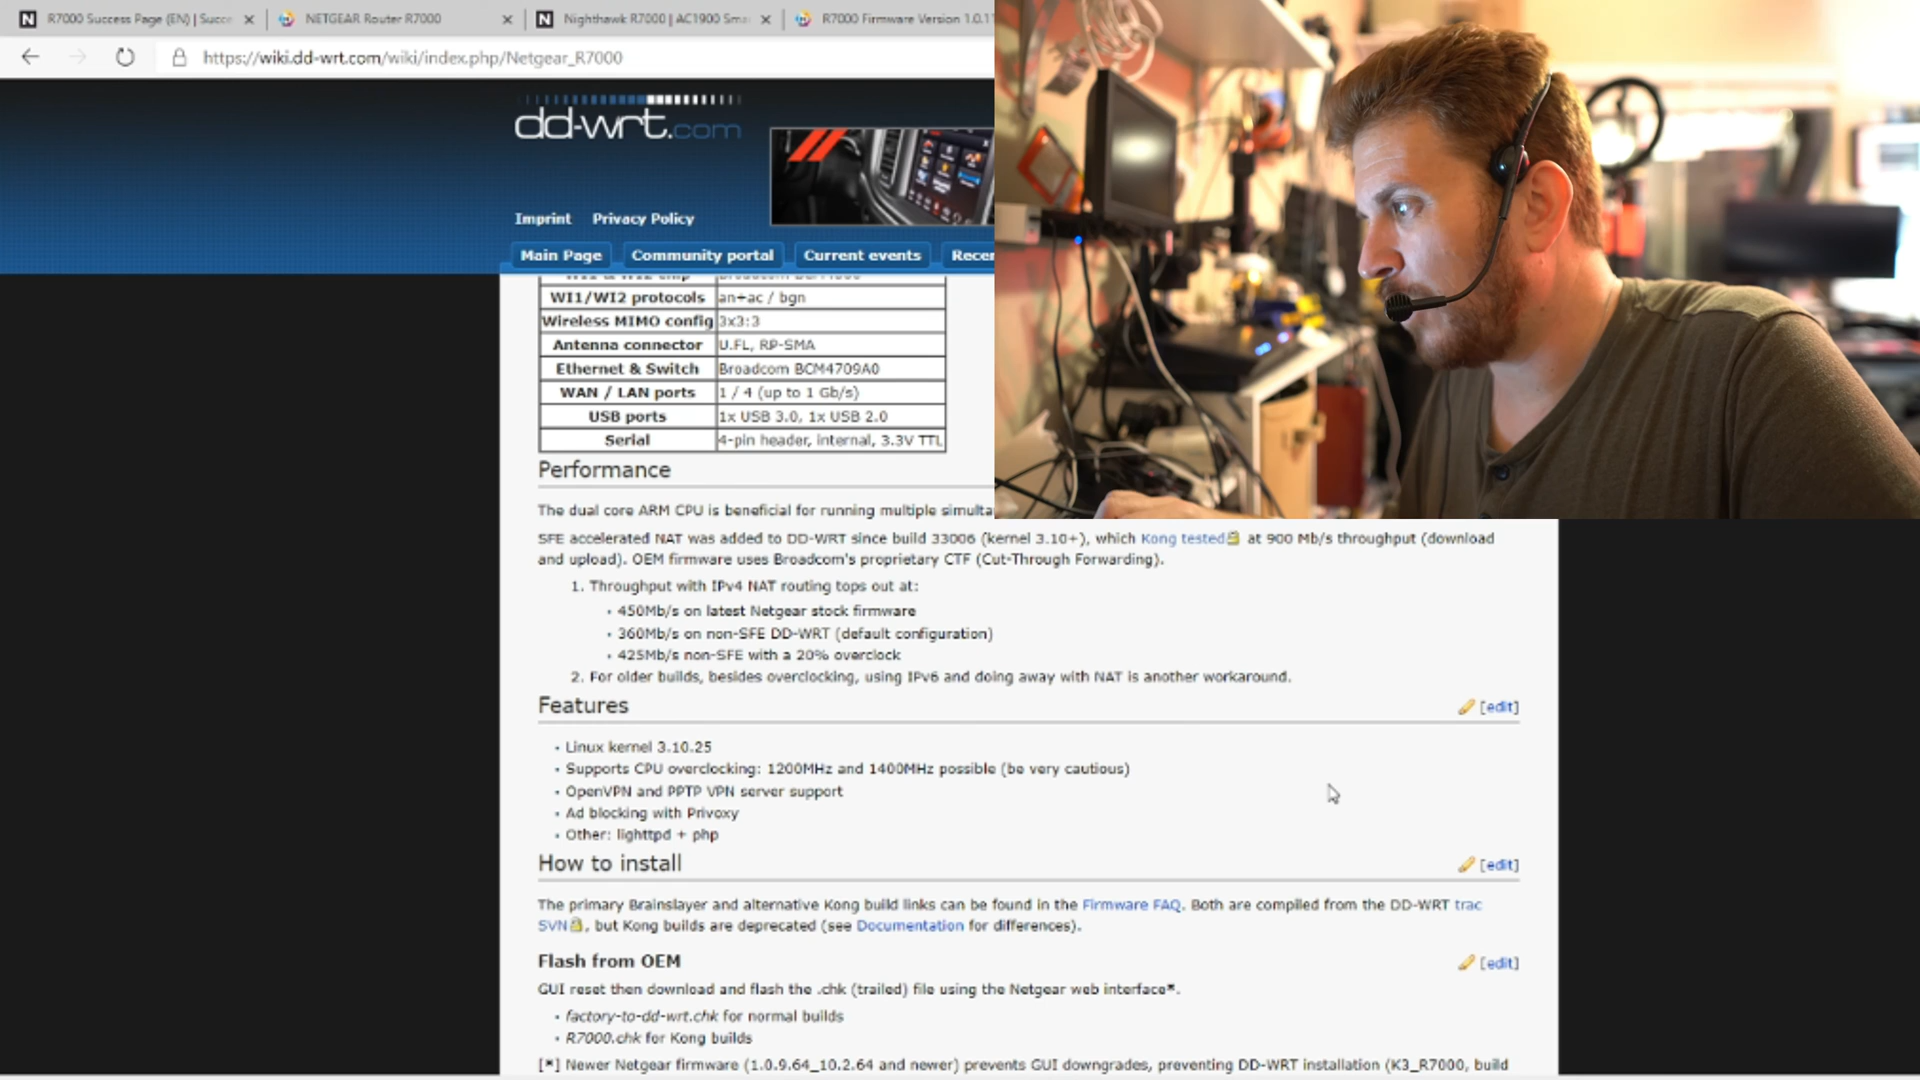 R7000 Success Page (EN) | Succe
NETGEAR Router R7000
Nighthawk R7000 | AC1900 Sma
R7000 Firmware Version 1.0.1
https://wiki.dd-wrt.com/wiki/index.php/Netgear_R7000
dd-wrt.com
Imprint Privacy Policy
Main Page Community portal Current events Recen
WI1/WI2 protocols an+ac / bgn
Wireless MIMO config 3x3:3
Antenna connector U.FL, RP-SMA
Ethernet & Switch Broadcom BCM4709A0
WAN / LAN ports 1 / 4 (up to 1 Gb/s)
USB ports 1x USB 3.0, 1x USB 2.0
Serial 4-pin header, internal, 3.3V TTL
Performance
The dual core ARM CPU is beneficial for running multiple simulta
SFE accelerated NAT was added to DD-WRT since build 33006 (kernel 3.10+), which Kong tested at 900 Mb/s throughput (download
and upload). OEM firmware uses Broadcom's proprietary CTF (Cut-Through Forwarding).
1. Throughput with IPv4 NAT routing tops out at:
• 450Mb/s on latest Netgear stock firmware
• 360Mb/s on non-SFE DD-WRT (default configuration)
• 425Mb/s non-SFE with a 20% overclock
2. For older builds, besides overclocking, using IPv6 and doing away with NAT is another workaround.
Features [edit]
• Linux kernel 3.10.25
• Supports CPU overclocking: 1200MHz and 1400MHz possible (be very cautious)
• OpenVPN and PPTP VPN server support
• Ad blocking with Privoxy
• Other: lighttpd + php
How to install [edit]
The primary Brainslayer and alternative Kong build links can be found in the Firmware FAQ. Both are compiled from the DD-WRT trac
SVN, but Kong builds are deprecated (see Documentation for differences).
Flash from OEM [edit]
GUI reset then download and flash the .chk (trailed) file using the Netgear web interface*.
• factory-to-dd-wrt.chk for normal builds
• R7000.chk for Kong builds
[*] Newer Netgear firmware (1.0.9.64_10.2.64 and newer) prevents GUI downgrades, preventing DD-WRT installation (K3_R7000, build